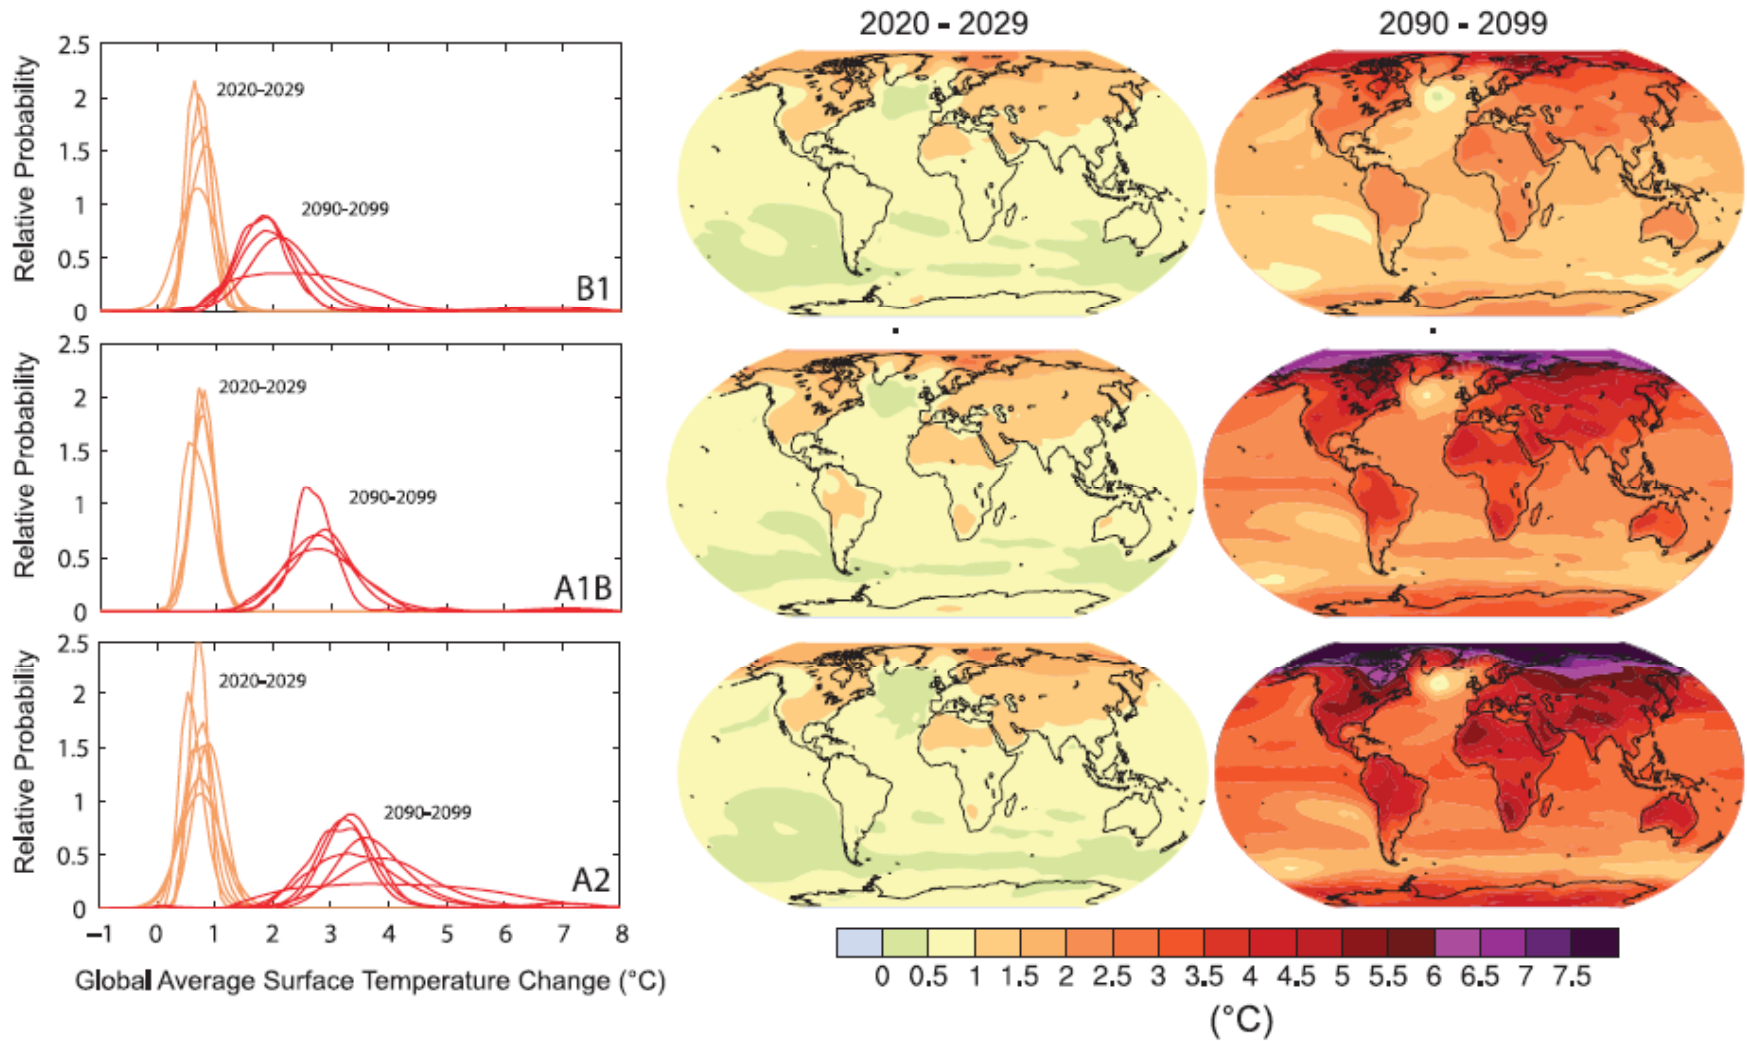 2020 - 2029
2090 - 2099
2.5
2
1.5
1
0.5
0
Relative Probability
2020–2029
2090-2099
B1
2.5
2
1.5
1
0.5
0
Relative Probability
2020–2029
2090-2099
A1B
2.5
2
1.5
1
0.5
0
Relative Probability
2020–2029
2090–2099
A2
–1 0 1 2 3 4 5 6 7 8
Global Average Surface Temperature Change (°C)
0 0.5 1 1.5 2 2.5 3 3.5 4 4.5 5 5.5 6 6.5 7 7.5
(°C)